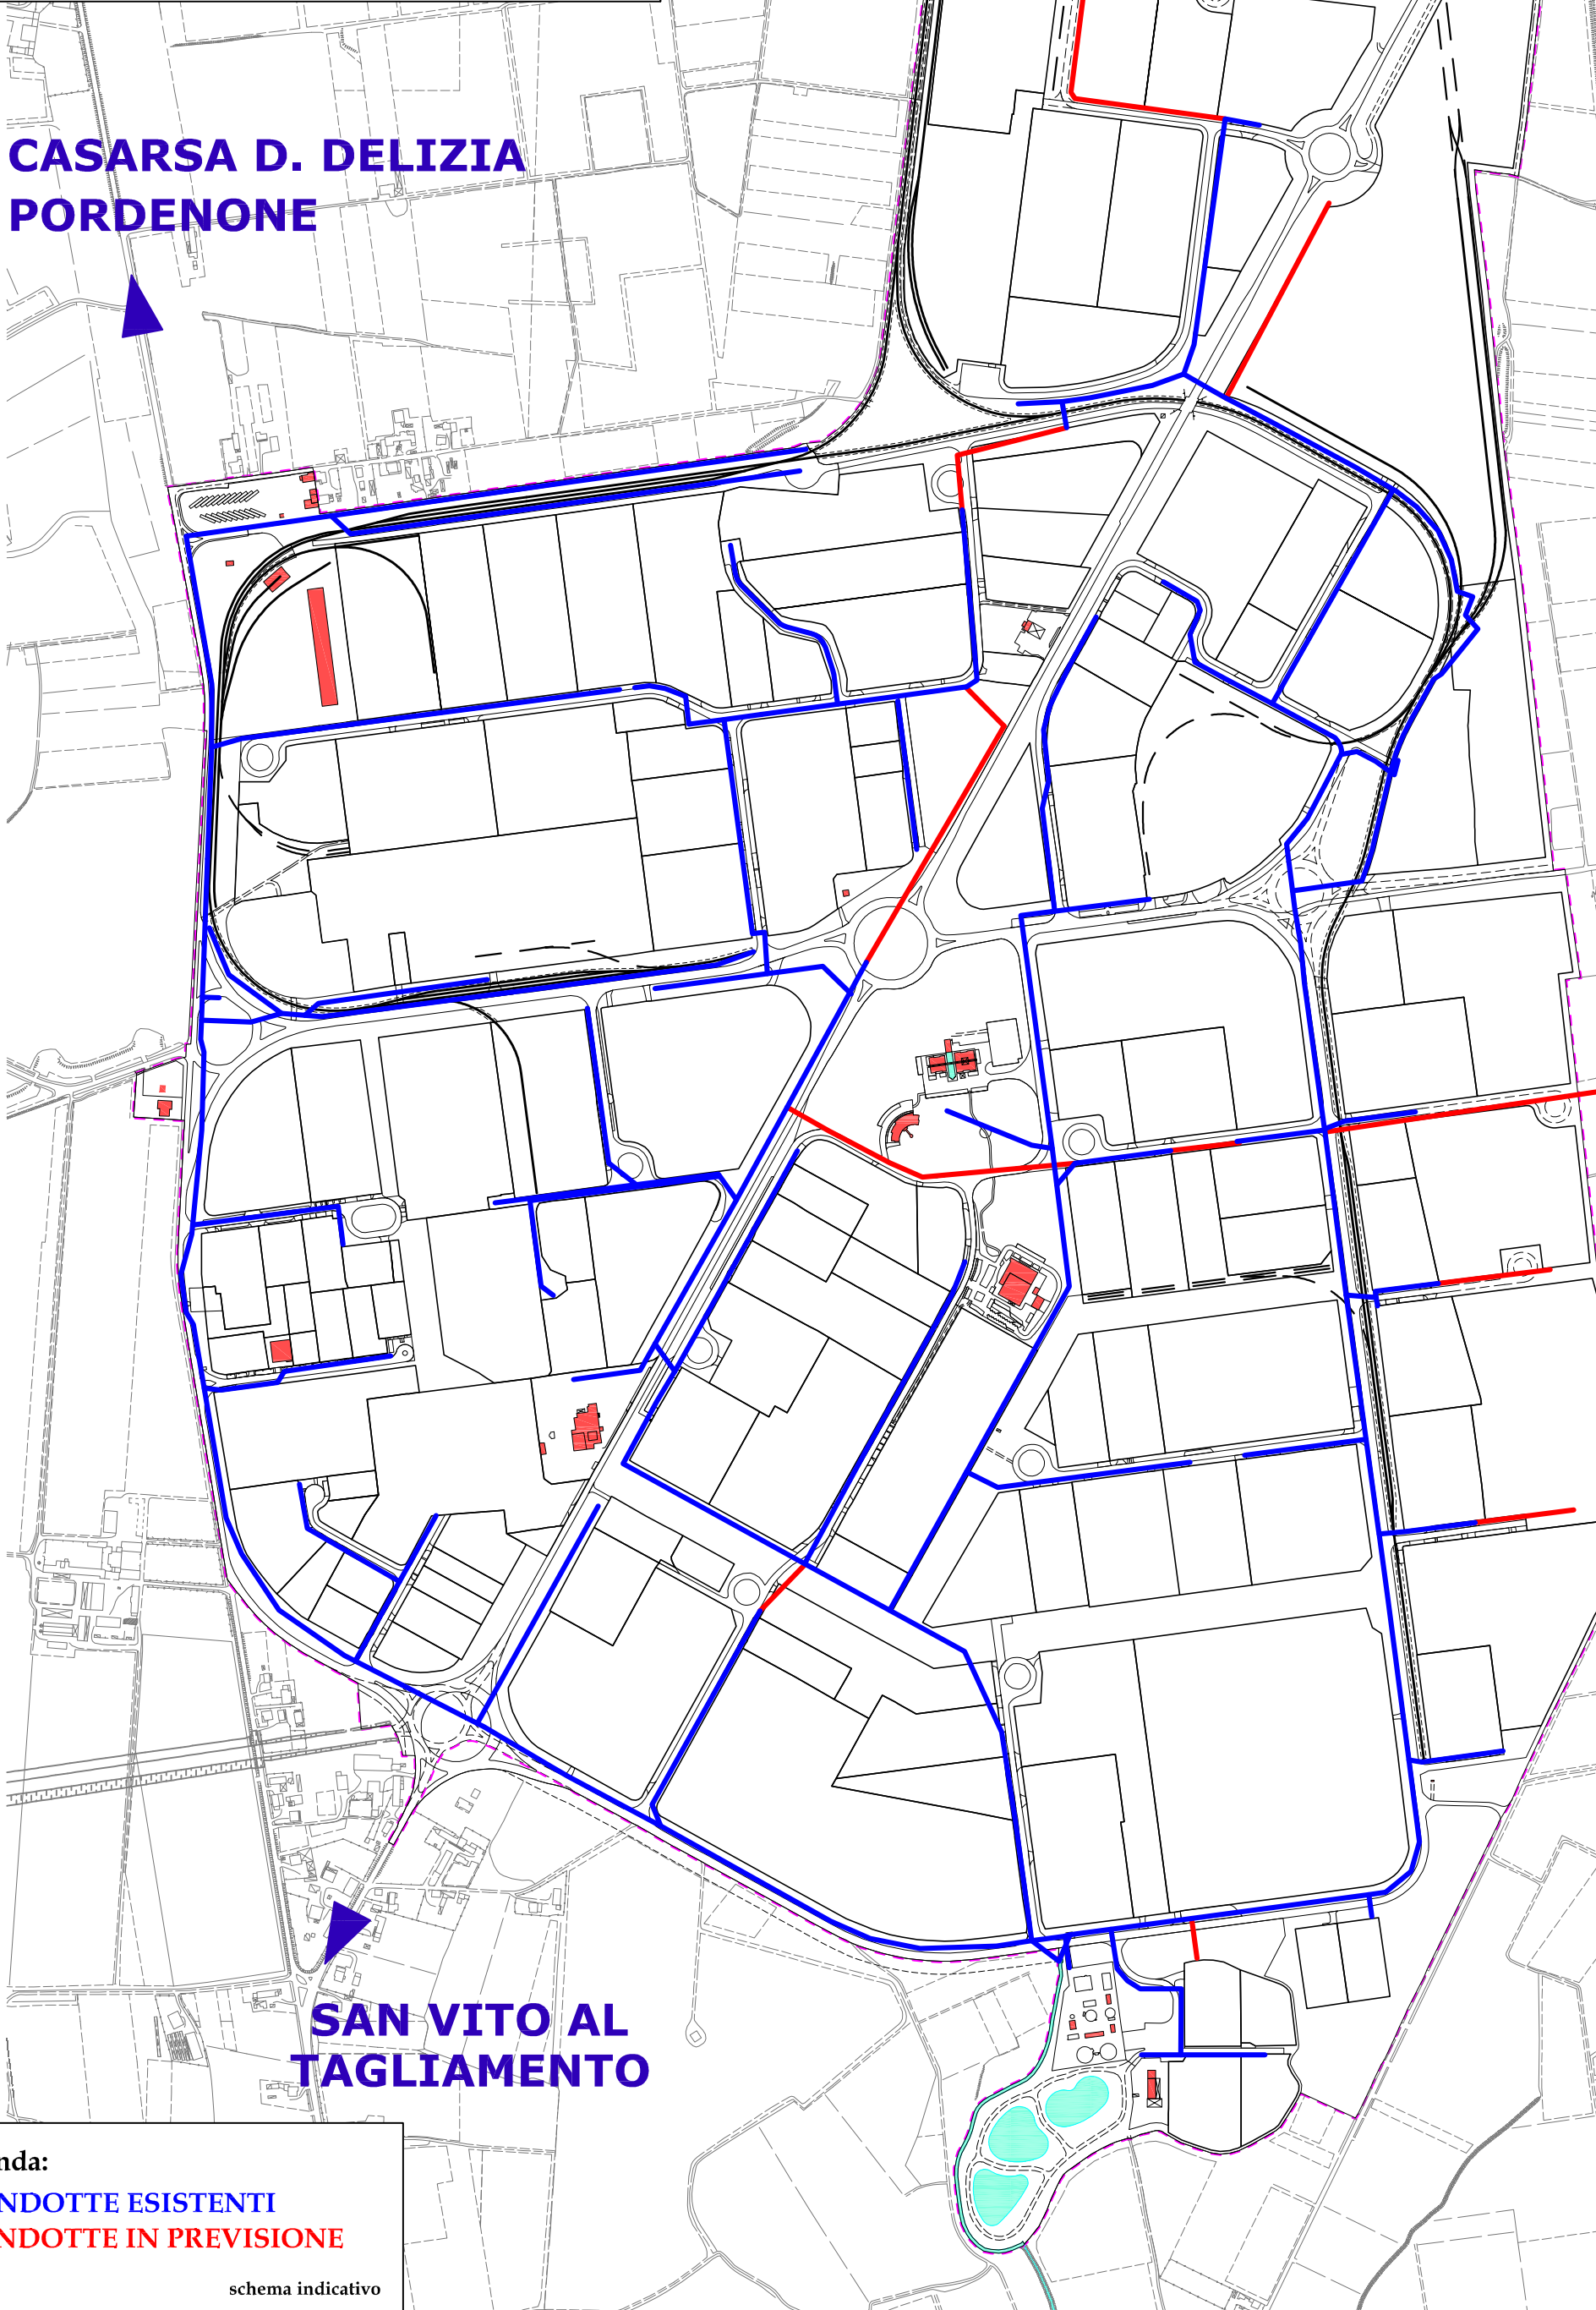 CASARSA D. DELIZIA
PORDENONE
SAN VITO AL
TAGLIAMENTO
nda:
NDOTTE ESISTENTI
NDOTTE IN PREVISIONE
schema indicativo